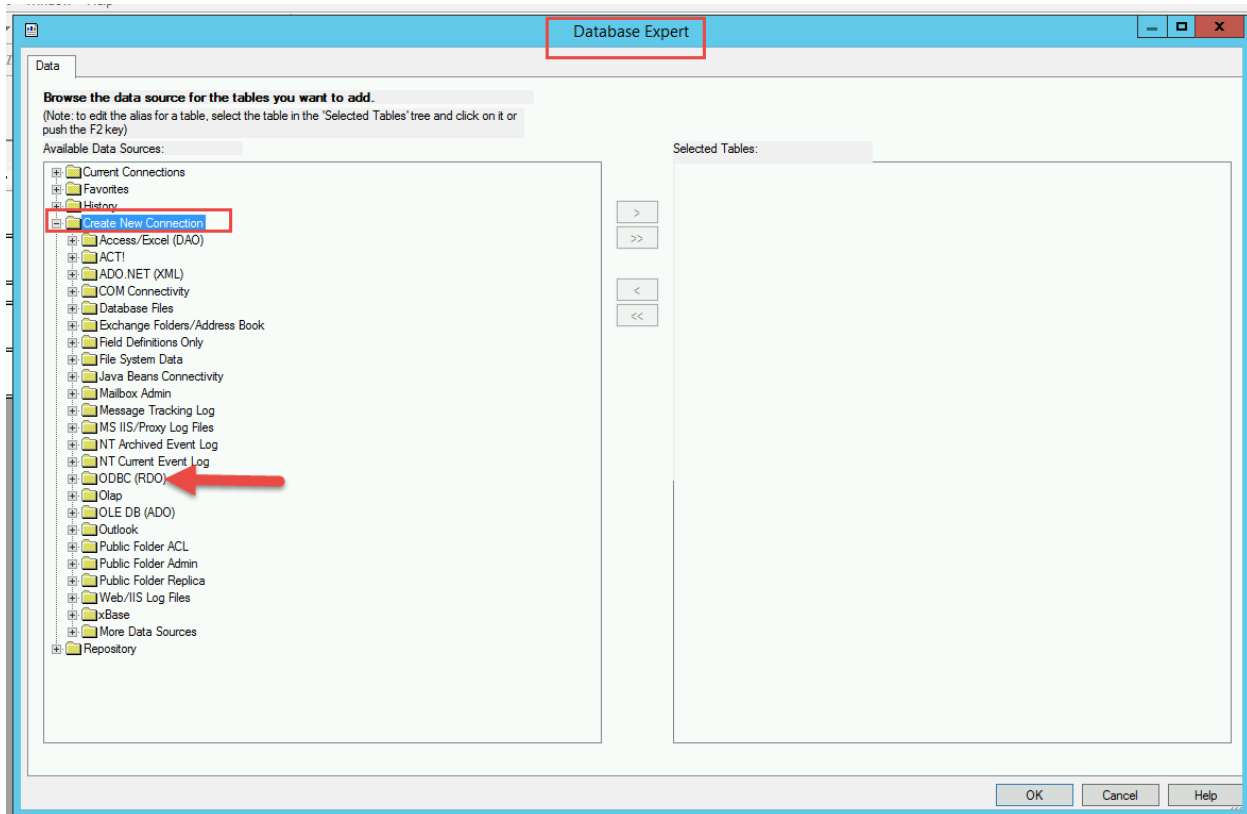 Database Expert
Data
Browse the data source for the tables you want to add.
(Note: to edit the alias for a table, select the table in the 'Selected Tables' tree and click on it or
push the F2 key)
Available Data Sources:
Selected Tables:
Current Connections
Favorites
History
Create New Connection
Access/Excel (DAO)
ACT!
ADO.NET (XML)
COM Connectivity
Database Files
Exchange Folders/Address Book
Field Definitions Only
File System Data
Java Beans Connectivity
Mailbox Admin
Message Tracking Log
MS IIS/Proxy Log Files
NT Archived Event Log
NT Current Event Log
ODBC (RDO)
Olap
OLE DB (ADO)
Outlook
Public Folder ACL
Public Folder Admin
Public Folder Replica
Web/IIS Log Files
xBase
More Data Sources
Repository
>
>>
<
<<
OK Cancel Help